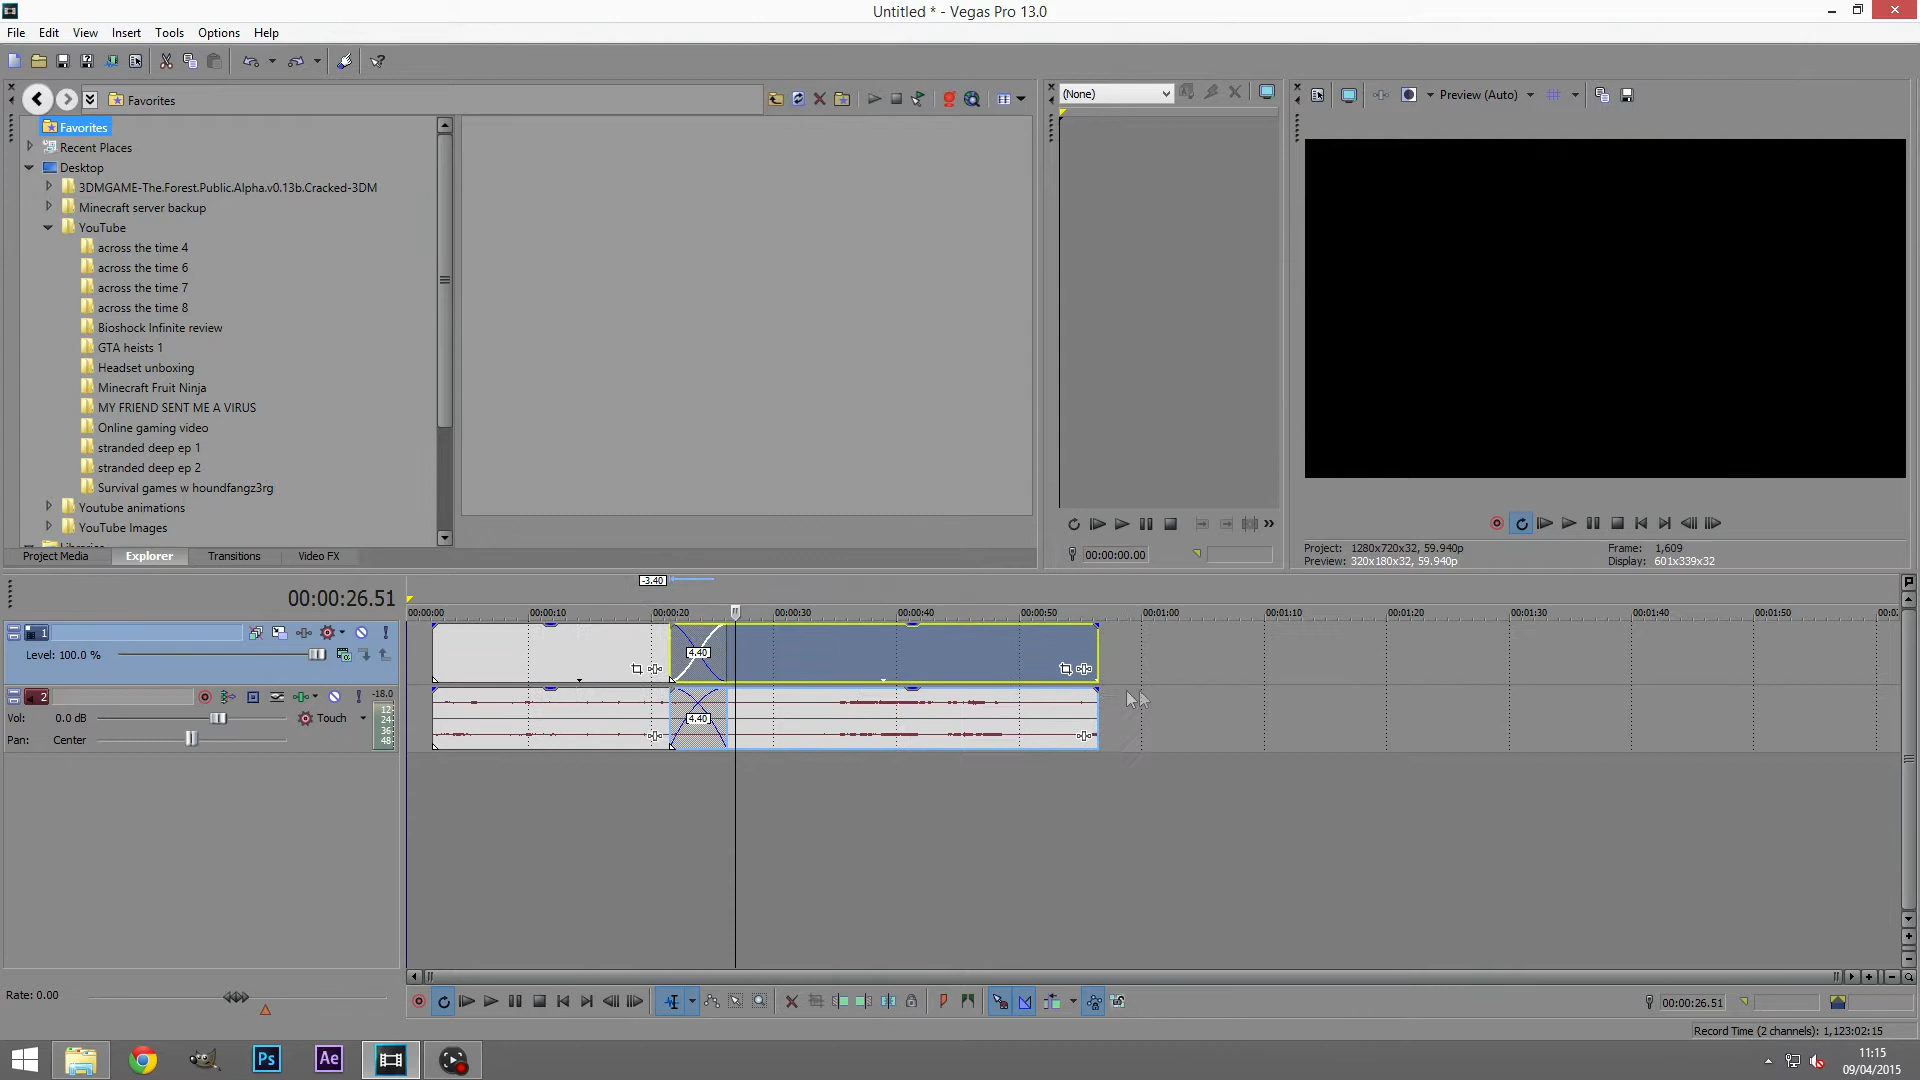 Untitled * - Vegas Pro 13.0
File Edit View Insert Tools Options Help
Favorites
(None)
Preview (Auto)
Favorites
Recent Places
Desktop
3DMGAME-The.Forest.Public.Alpha.v0.13b.Cracked-3DM
Minecraft server backup
YouTube
across the time 4
across the time 6
across the time 7
across the time 8
Bioshock Infinite review
GTA heists 1
Headset unboxing
Minecraft Fruit Ninja
MY FRIEND SENT ME A VIRUS
Online gaming video
stranded deep ep 1
stranded deep ep 2
Survival games w houndfangz3rg
Youtube animations
YouTube Images
Project Media Explorer Transitions Video FX
00:00:00.00
Project: 1280x720x32, 59.940p Frame: 1,609
Preview: 320x180x32, 59.940p Display: 601x339x32
-3.40
00:00:26.51
00:00:00 00:00:10 00:00:20 00:00:30 00:00:40 00:00:50 00:01:00 00:01:10 00:01:20 00:01:30 00:01:40 00:01:50 00:0
1
Level: 100.0 %
4.40
2
-18.0
Vol: 0.0 dB Touch
12
24
36
48
4.40
Pan: Center
Rate: 0.00
00:00:26.51
Record Time (2 channels): 1,123:02:15
Ps Ae
11:15
09/04/2015